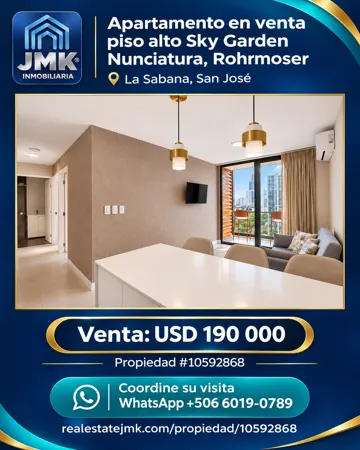 JMK®
INMOBILIARIA
Apartamento en venta
piso alto Sky Garden
Nunciatura, Rohrmoser
La Sabana, San José
Venta: USD 190 000
Propiedad #10592868
Coordine su visita
WhatsApp +506 6019-0789
realestatejmk.com/propiedad/10592868